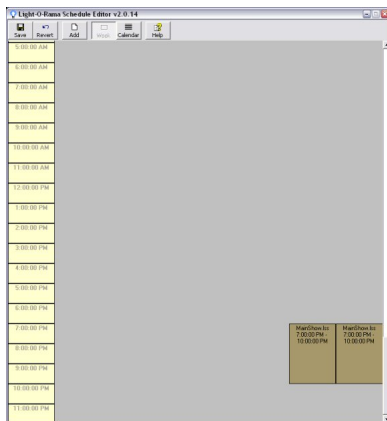 Light-O-Rama Schedule Editor v2.0.14
Save Revert Add Week Calendar Help
5:00:00 AM
6:00:00 AM
7:00:00 AM
8:00:00 AM
9:00:00 AM
10:00:00 AM
11:00:00 AM
12:00:00 PM
1:00:00 PM
2:00:00 PM
3:00:00 PM
4:00:00 PM
5:00:00 PM
6:00:00 PM
7:00:00 PM
MainShow.lss
7:00:00 PM -
10:00:00 PM
MainShow.lss
7:00:00 PM -
10:00:00 PM
8:00:00 PM
9:00:00 PM
10:00:00 PM
11:00:00 PM